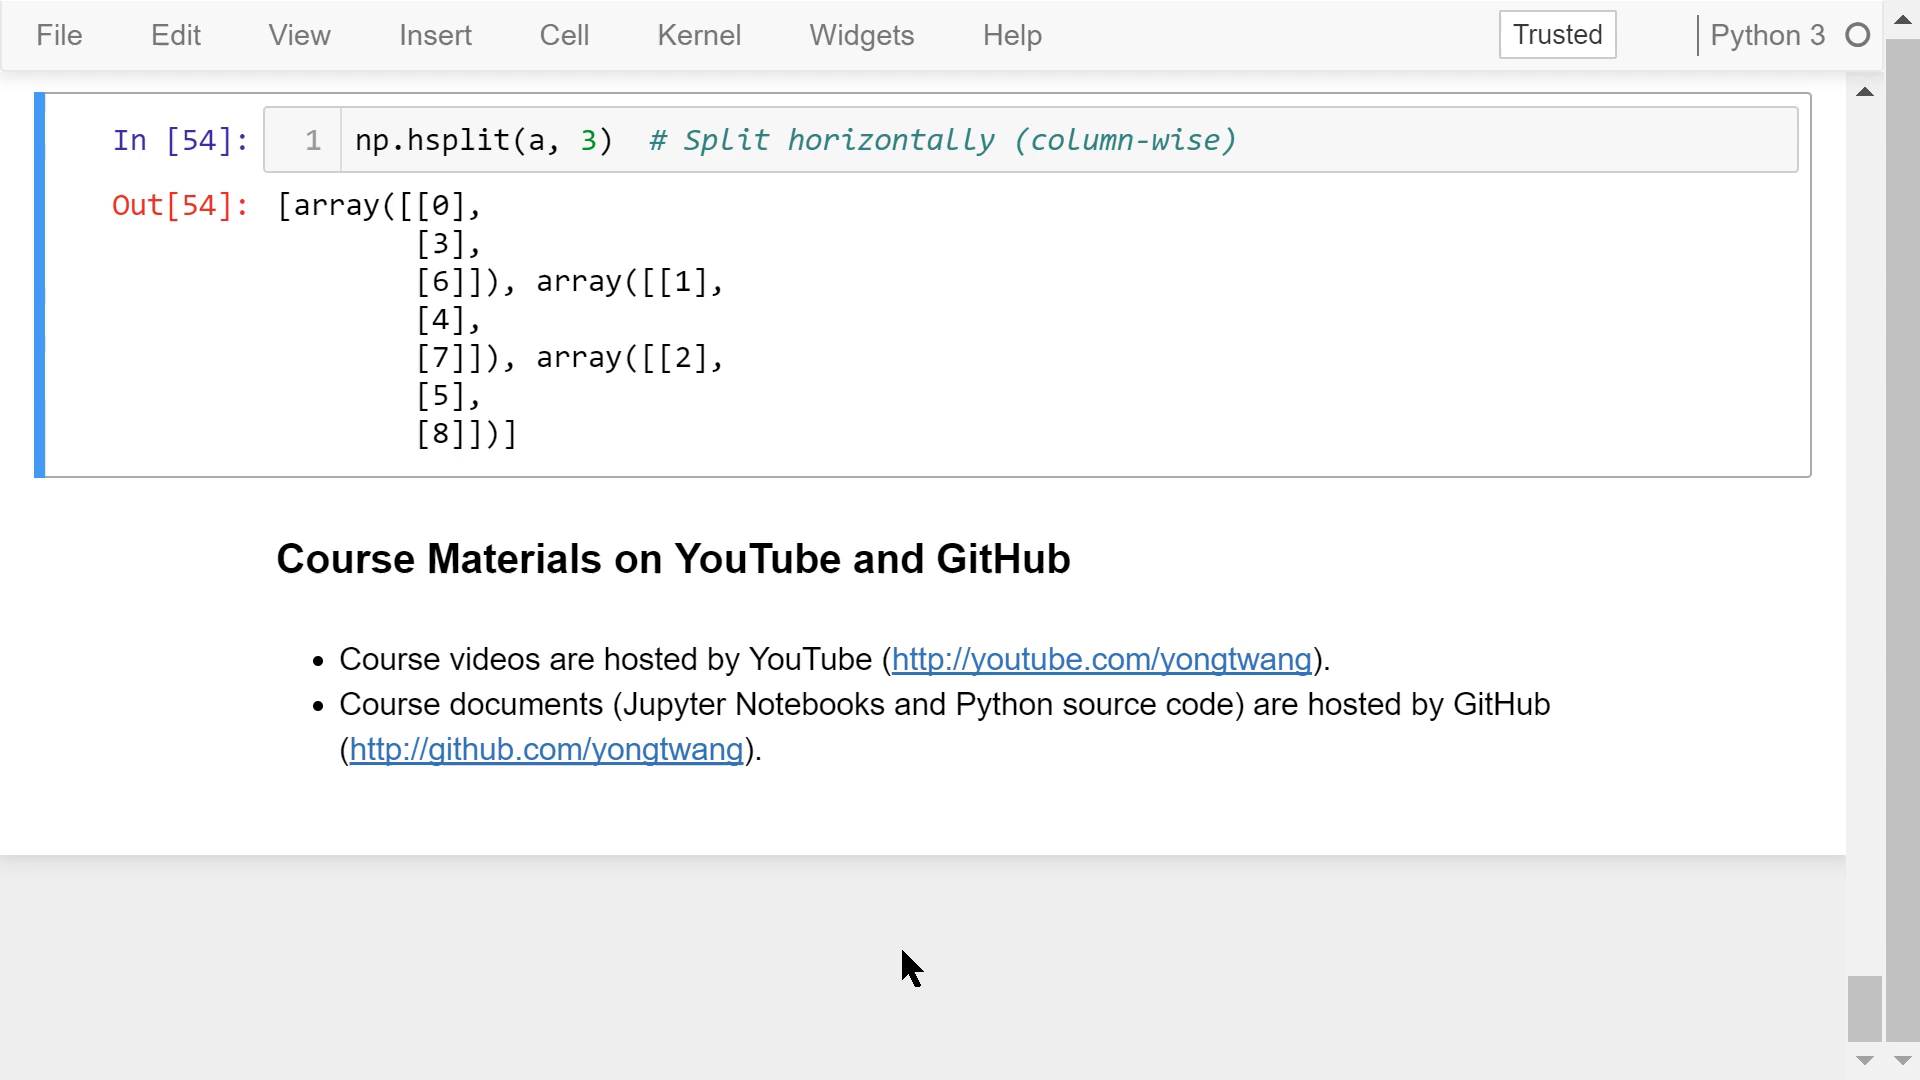 File Edit View Insert Cell Kernel Widgets Help Trusted Python 3
In [54]: 1 np.hsplit(a, 3)  # Split horizontally (column-wise)
Out[54]: [array([[0],
[3],
[6]]), array([[1],
[4],
[7]]), array([[2],
[5],
[8]])]
Course Materials on YouTube and GitHub
• Course videos are hosted by YouTube (http://youtube.com/yongtwang).
• Course documents (Jupyter Notebooks and Python source code) are hosted by GitHub
(http://github.com/yongtwang).